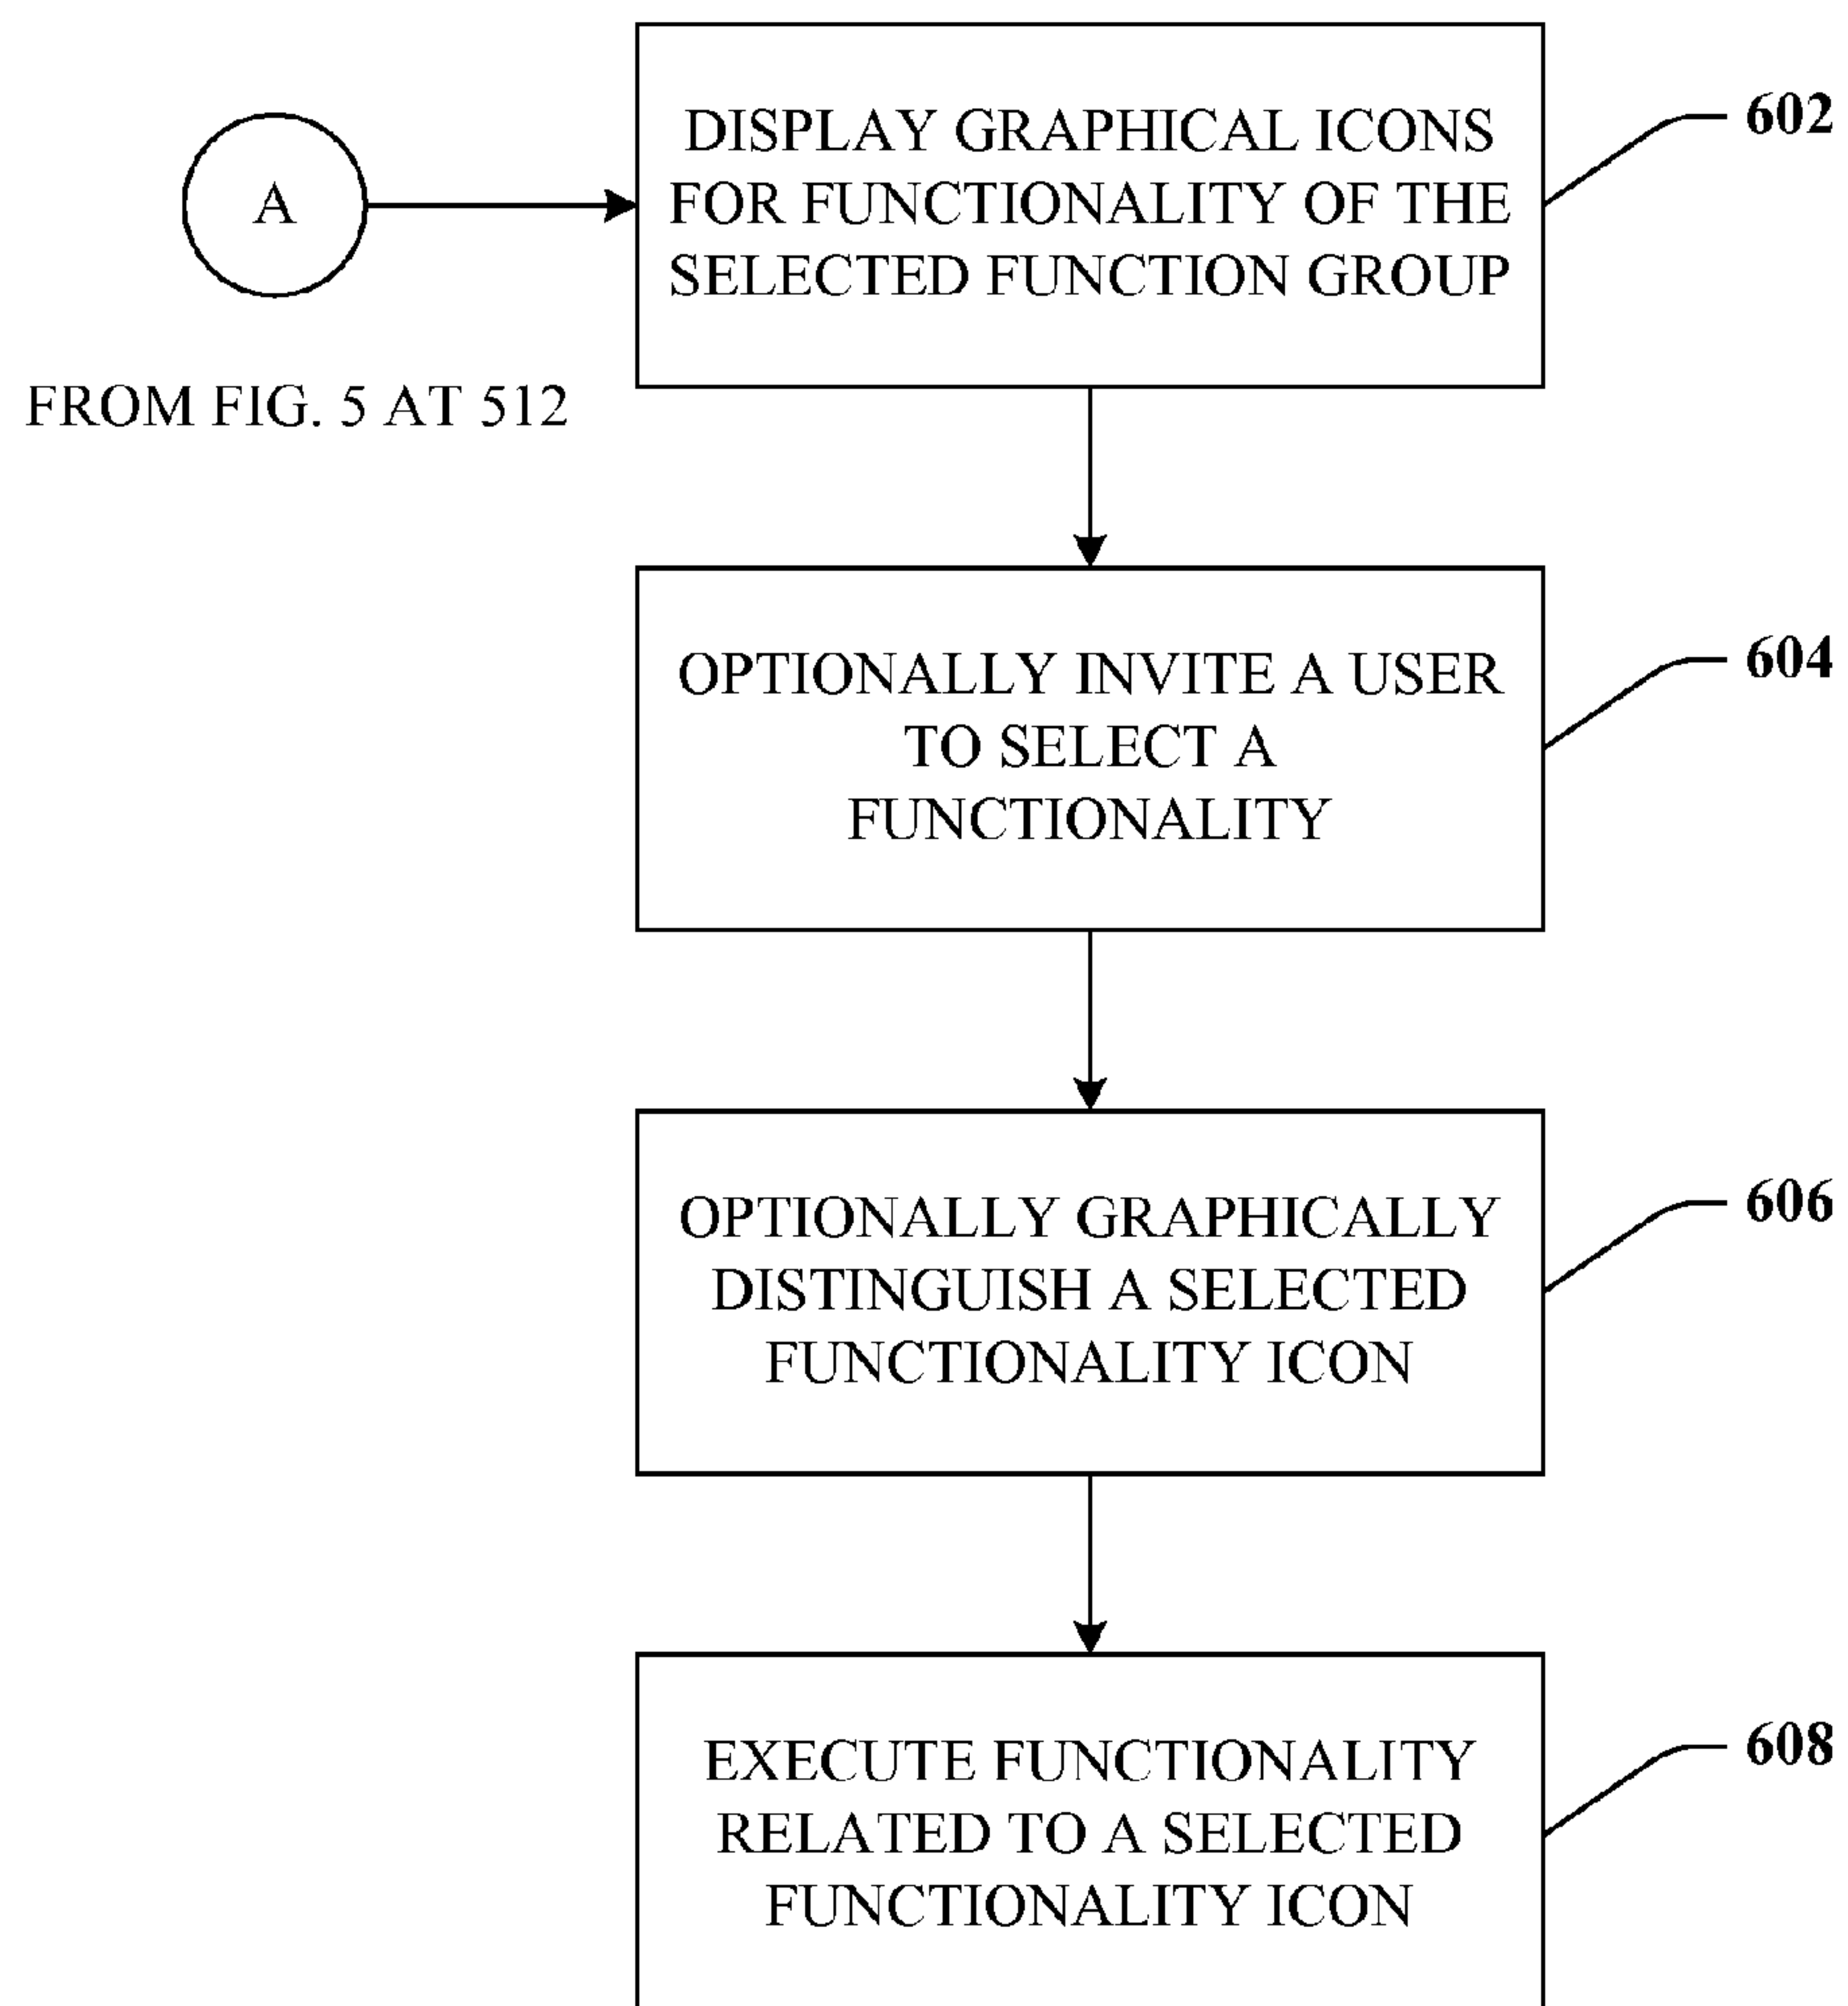 A
FROM FIG. 5 AT 512
DISPLAY GRAPHICAL ICONS
FOR FUNCTIONALITY OF THE
SELECTED FUNCTION GROUP
602
OPTIONALLY INVITE A USER
TO SELECT A
FUNCTIONALITY
604
OPTIONALLY GRAPHICALLY
DISTINGUISH A SELECTED
FUNCTIONALITY ICON
606
EXECUTE FUNCTIONALITY
RELATED TO A SELECTED
FUNCTIONALITY ICON
608